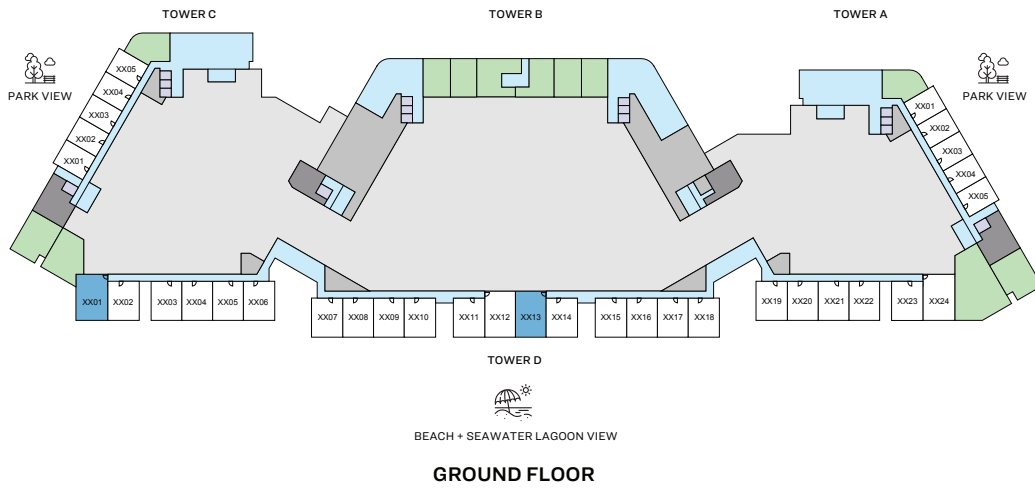 TOWER C
TOWER B
TOWER A
PARK VIEW
PARK VIEW
XX05
XX04
XX03
XX02
XX01
XX01
XX02
XX03
XX04
XX05
XX01
XX02
XX03
XX04
XX05
XX06
XX07
XX08
XX09
XX10
XX11
XX12
XX13
XX14
XX15
XX16
XX17
XX18
XX19
XX20
XX21
XX22
XX23
XX24
TOWER D
BEACH + SEAWATER LAGOON VIEW
GROUND FLOOR